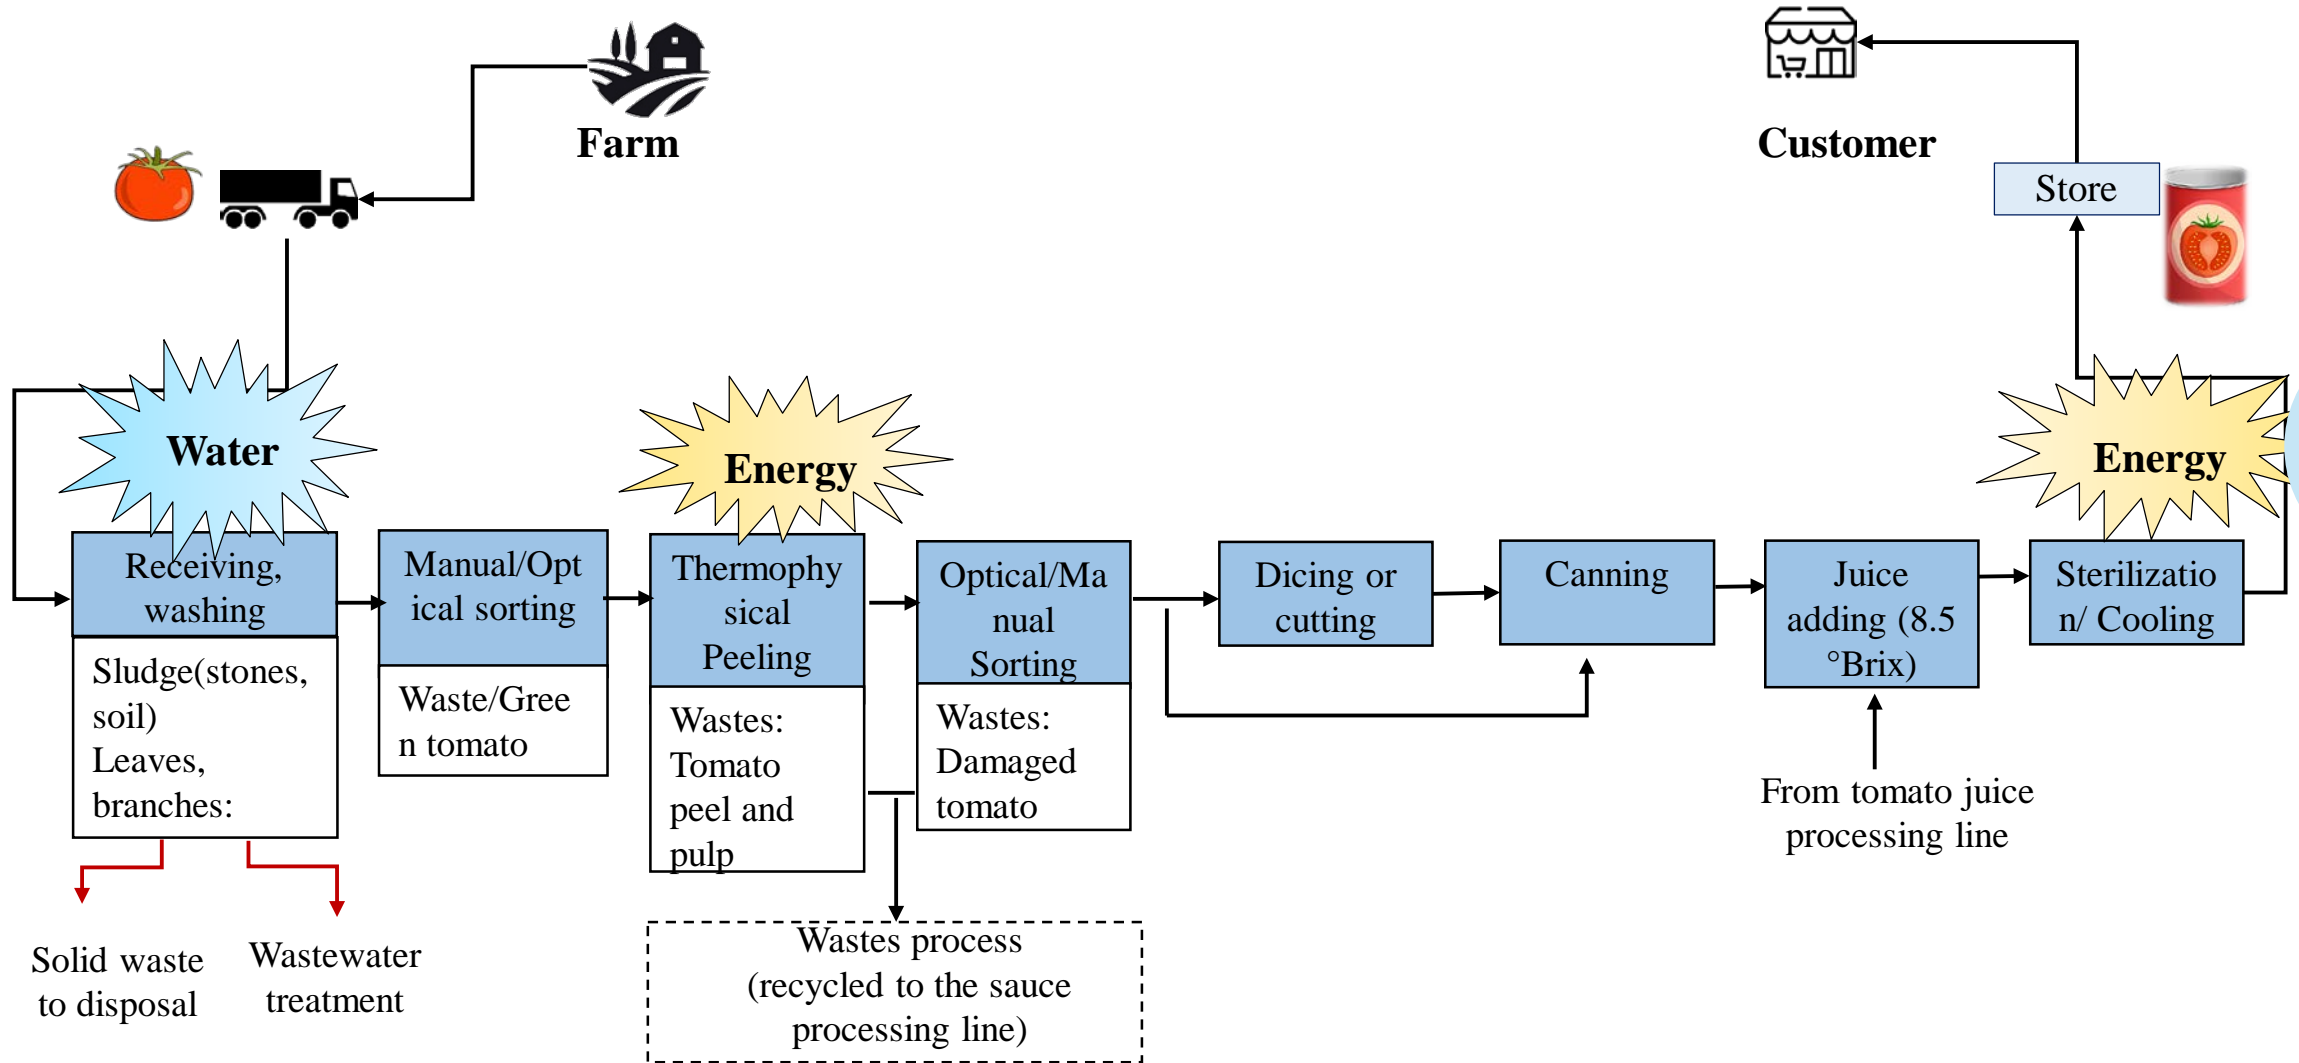 Farm
Customer
Store
Water
Energy
Energy
Receiving,
washing
Sludge(stones,
soil)
Leaves,
branches:
Manual/Opt
ical sorting
Waste/Gree
n tomato
Thermophy
sical
Peeling
Wastes:
Tomato
peel and
pulp
Optical/Ma
nual
Sorting
Wastes:
Damaged
tomato
Dicing or
cutting
Canning
Juice
adding (8.5
°Brix)
Sterilizatio
n/ Cooling
From tomato juice
processing line
Solid waste
to disposal
Wastewater
treatment
Wastes process
(recycled to the sauce
processing line)